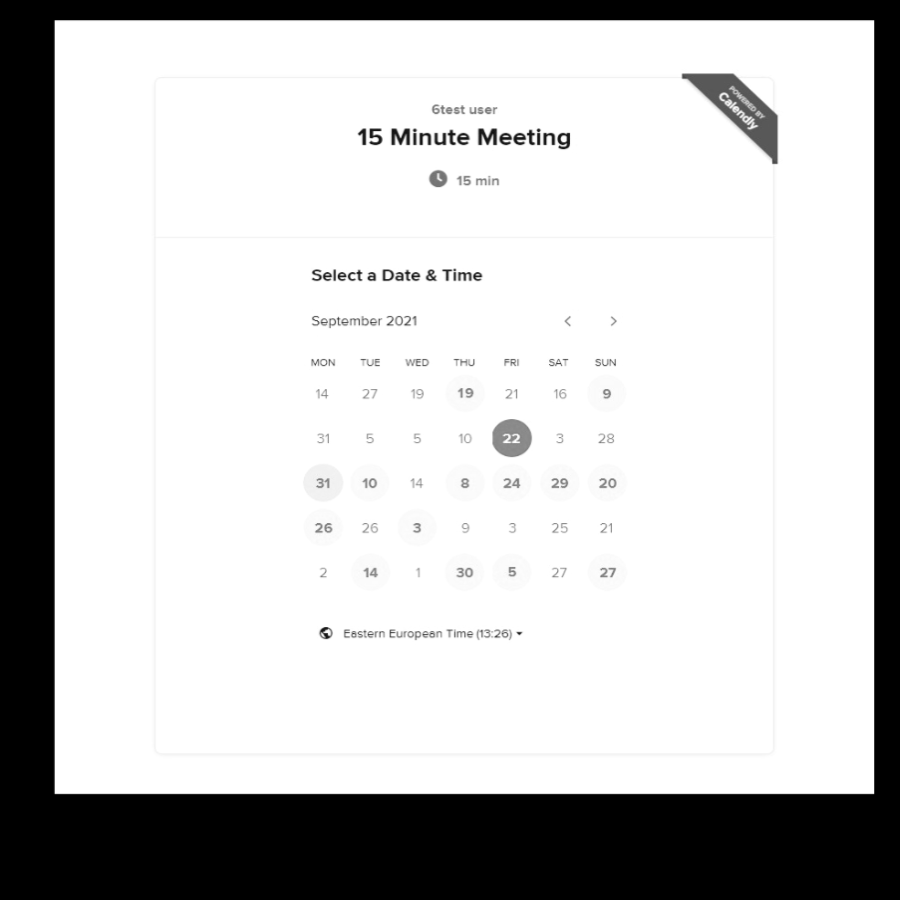 6test user
15 Minute Meeting
15 min
POWERED BY
Calendly
Select a Date & Time
September 2021
MON TUE WED THU FRI SAT SUN
14 27 19 19 21 16 9
31 5 5 10 22 3 28
31 10 14 8 24 29 20
26 26 3 9 3 25 21
2 14 1 30 5 27 27
Eastern European Time (13:26)